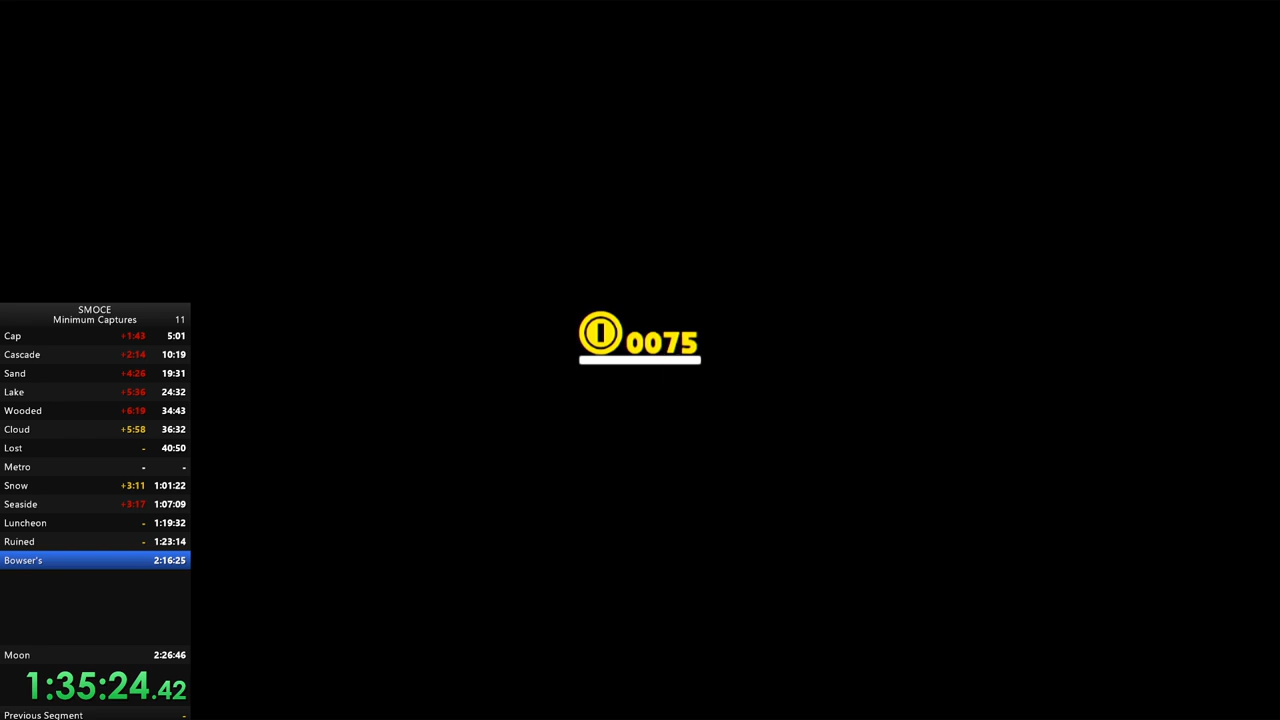 0075
SMOCE
Minimum Captures 11
Cap +1:43 5:01
Cascade +2:14 10:19
Sand +4:26 19:31
Lake +5:36 24:32
Wooded +6:19 34:43
Cloud +5:58 36:32
Lost - 40:50
Metro - -
Snow +3:11 1:01:22
Seaside +3:17 1:07:09
Luncheon - 1:19:32
Ruined - 1:23:14
Bowser's 2:16:25
Moon 2:26:46
1:35:24.42
Previous Segment -